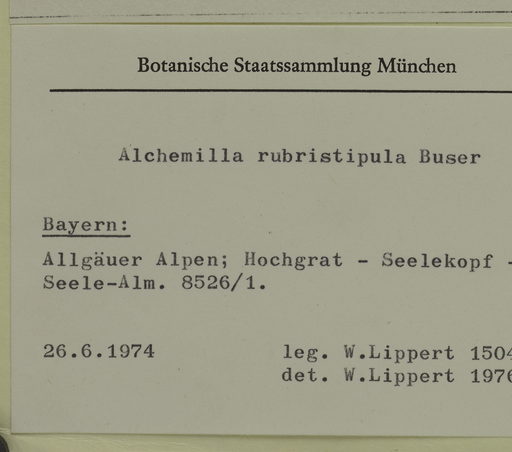 Botanische Staatssammlung München
Alchemilla rubristipula Buser
Bayern:
Allgäuer Alpen; Hochgrat - Seelekopf -
Seele-Alm. 8526/1.
26.6.1974 leg. W.Lippert 1504
det. W.Lippert 1976